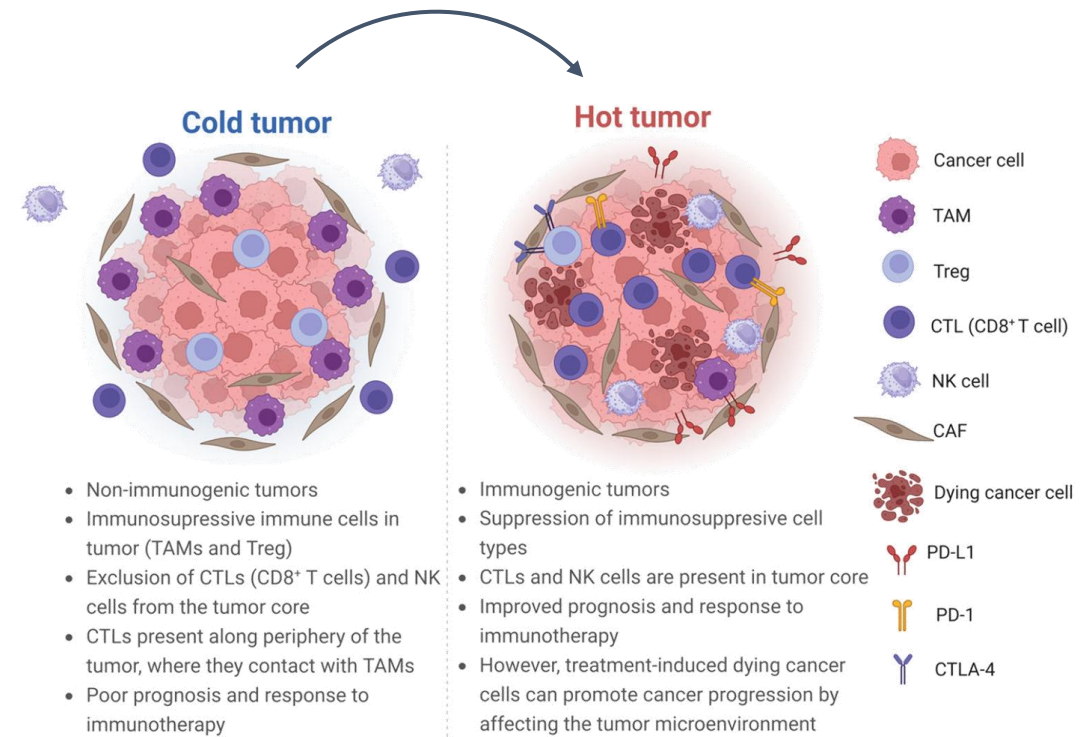 Cold tumor
• Non-immunogenic tumors
• Immunosupressive immune cells in
tumor (TAMs and Treg)
• Exclusion of CTLs (CD8⁺ T cells) and NK
cells from the tumor core
• CTLs present along periphery of the
tumor, where they contact with TAMs
• Poor prognosis and response to
immunotherapy
Hot tumor
• Immunogenic tumors
• Suppression of immunosuppresive cell
types
• CTLs and NK cells are present in tumor core
• Improved prognosis and response to
immunotherapy
• However, treatment-induced dying cancer
cells can promote cancer progression by
affecting the tumor microenvironment
Cancer cell
TAM
Treg
CTL (CD8⁺ T cell)
NK cell
CAF
Dying cancer cell
PD-L1
PD-1
CTLA-4